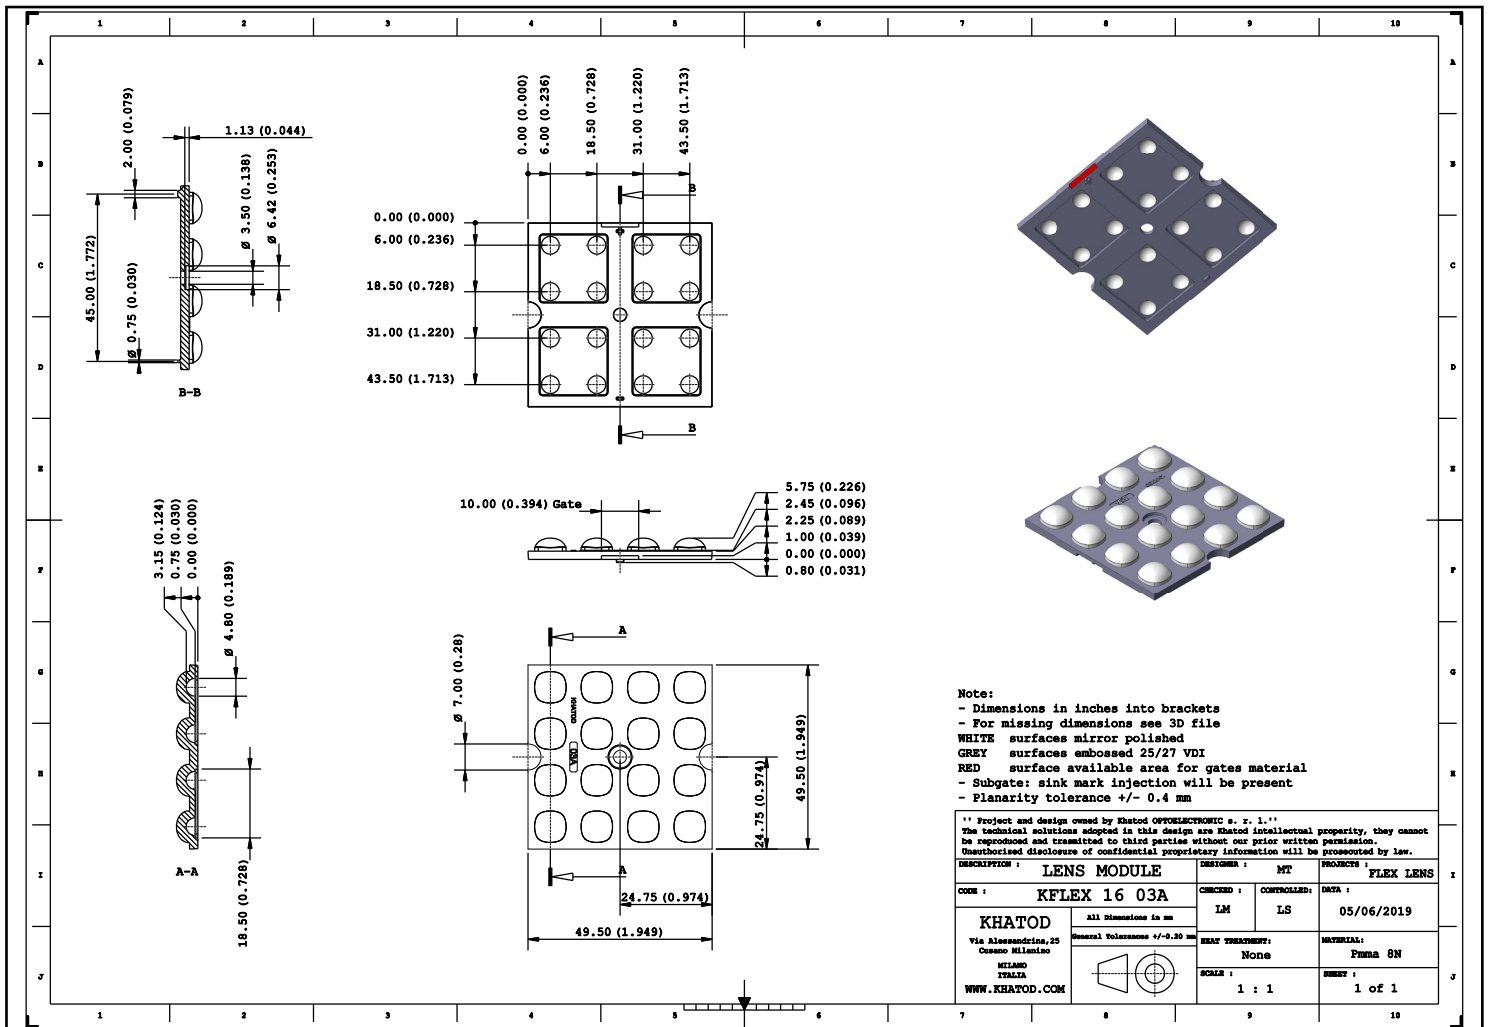 1 2 3 4 5 6 7 8 9 10
A A
B B
C C
D D
E E
F F
G G
H H
I I
J J
1 2 3 4 5 6 7 8 9 10
2.00 (0.079)
1.13 (0.044)
Ø 3.50 (0.138)
Ø 6.42 (0.253)
45.00 (1.772)
Ø 0.75 (0.030)
B-B
0.00 (0.000)
6.00 (0.236)
18.50 (0.728)
31.00 (1.220)
43.50 (1.713)
B
0.00 (0.000)
6.00 (0.236)
18.50 (0.728)
31.00 (1.220)
43.50 (1.713)
B
10.00 (0.394) Gate
5.75 (0.226)
2.45 (0.096)
2.25 (0.089)
1.00 (0.039)
0.00 (0.000)
0.80 (0.031)
3.15 (0.124)
0.75 (0.030)
0.00 (0.000)
Ø 4.80 (0.189)
18.50 (0.728)
A-A
A
Ø 7.00 (0.28)
KHATOD
03A
49.50 (1.949)
24.75 (0.974)
A
24.75 (0.974)
49.50 (1.949)
Note:
- Dimensions in inches into brackets
- For missing dimensions see 3D file
WHITE surfaces mirror polished
GREY surfaces embossed 25/27 VDI
RED surface available area for gates material
- Subgate: sink mark injection will be present
- Planarity tolerance +/- 0.4 mm
'' Project and design owned by Khatod OPTOELECTRONIC s. r. l.''
The technical solutions adopted in this design are Khatod intellectual properity, they cannot
be reproduced and trasmitted to third parties without our prior written permission.
Unauthorised disclosure of confidential proprietary information will be prosecuted by law.
DESCRIPTION :
LENS MODULE
DESIGNER :
MT
PROJECTS :
FLEX LENS
CODE :
KFLEX 16 03A
CHECKED :
LM
CONTROLLED:
LS
DATA :
05/06/2019
KHATOD
Via Alessandrina,25
Cusano Milanino
MILANO
ITALIA
WWW.KHATOD.COM
All Dimensions in mm
General Tolerances +/-0.20 mm
HEAT TREATMENT:
None
MATERIAL:
Pmma 8N
SCALE :
1 : 1
SHEET :
1 of 1